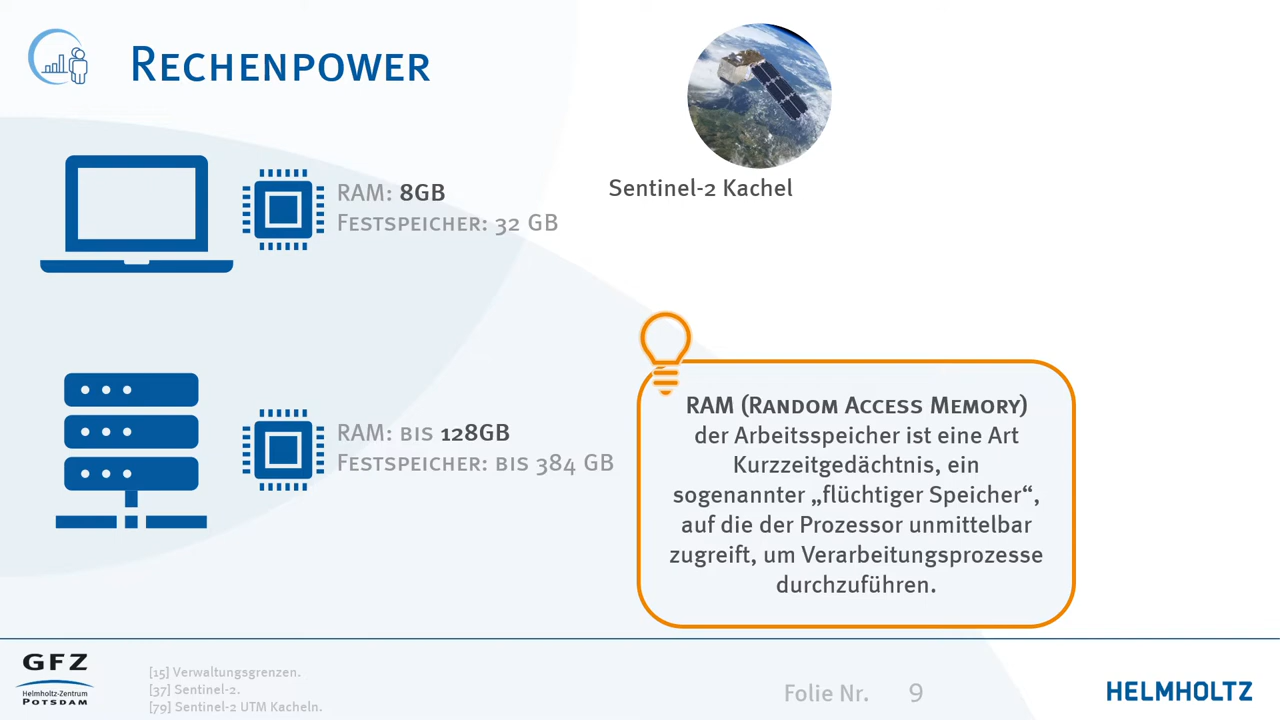 Rechenpower
Sentinel-2 Kachel
RAM: 8GB
Festspeicher: 32 GB
RAM: bis 128GB
Festspeicher: bis 384 GB
RAM (Random Access Memory)
der Arbeitsspeicher ist eine Art
Kurzzeitgedächtnis, ein
sogenannter „flüchtiger Speicher“,
auf die der Prozessor unmittelbar
zugreift, um Verarbeitungsprozesse
durchzuführen.
GFZ
Helmholtz-Zentrum
Potsdam
[15] Verwaltungsgrenzen.
[37] Sentinel-2.
[79] Sentinel-2 UTM Kacheln.
Folie Nr. 9
HELMHOLTZ